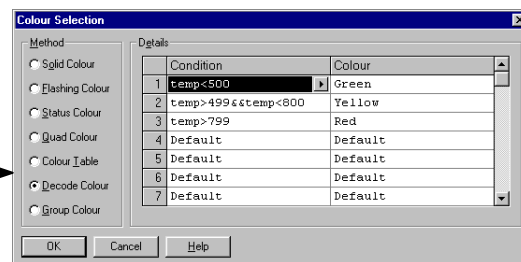 Colour Selection
Method
Solid Colour
Flashing Colour
Status Colour
Quad Colour
Colour Table
Decode Colour
Group Colour
Details
Condition Colour
1 temp<500 Green
2 temp>499&&temp<800 Yellow
3 temp>799 Red
4 Default Default
5 Default Default
6 Default Default
7 Default Default
OK Cancel Help